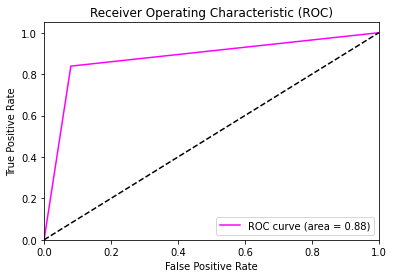 Receiver Operating Characteristic (ROC)
True Positive Rate
1.0
0.8
0.6
0.4
0.2
0.0
0.0 0.2 0.4 0.6 0.8 1.0
False Positive Rate
ROC curve (area = 0.88)